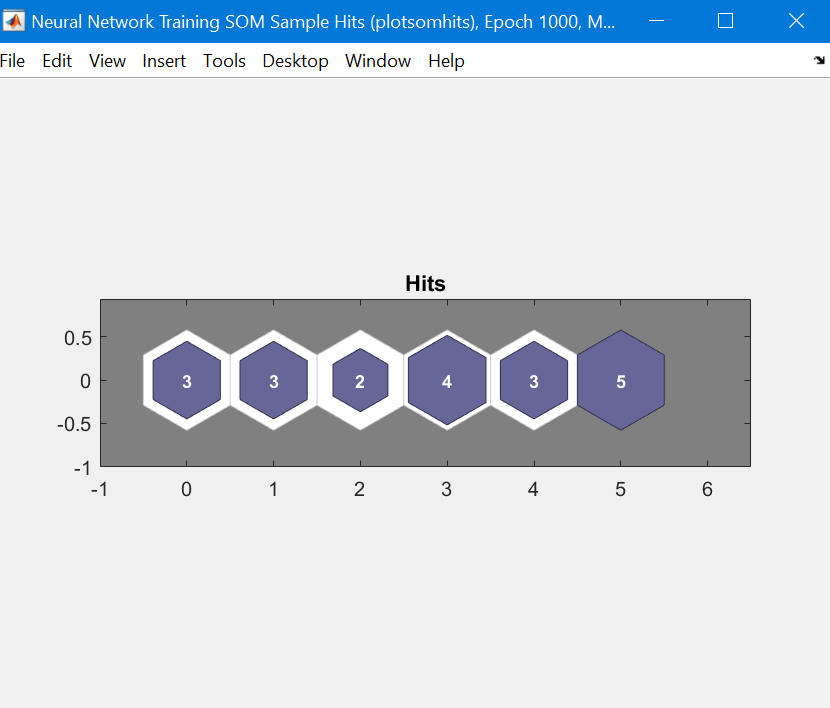 Neural Network Training SOM Sample Hits (plotsomhits), Epoch 1000, M...
File Edit View Insert Tools Desktop Window Help
Hits
0.5
0
-0.5
-1
3 3 2 4 3 5
-1 0 1 2 3 4 5 6